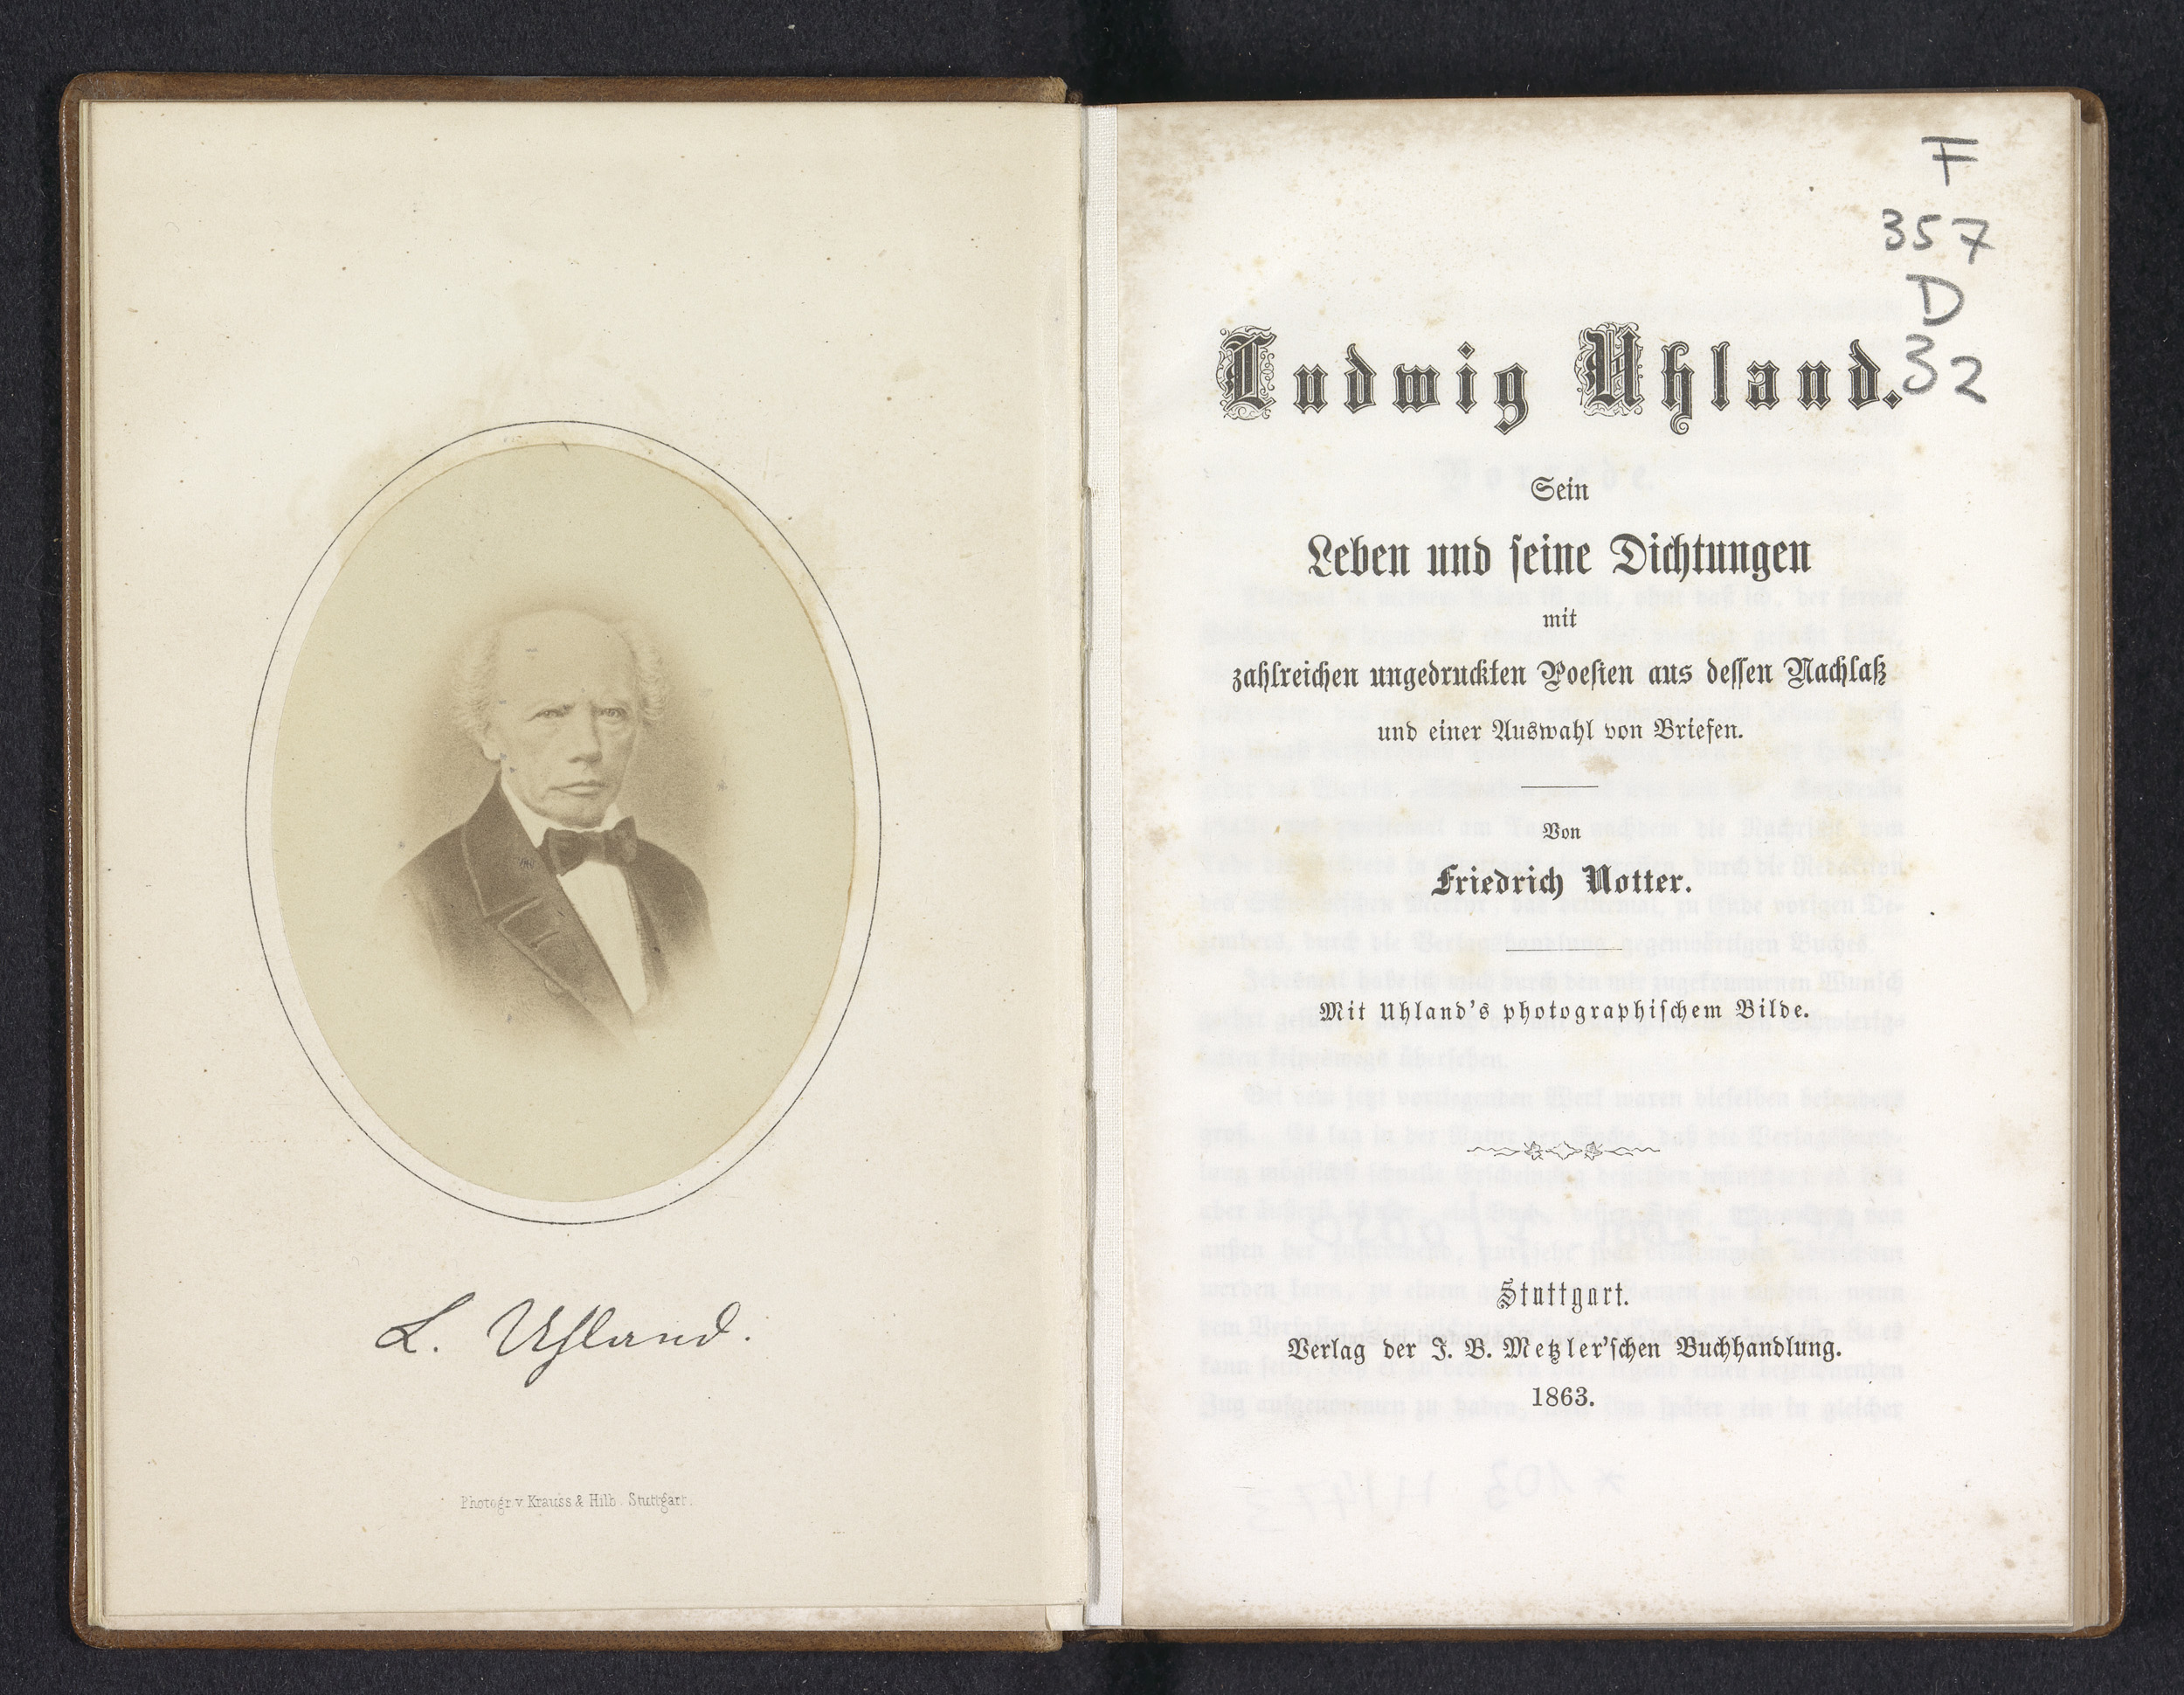 L. Uhland.
Photogr. v. Krauss & Hilb. Stuttgart.
F
357
D
32
Ludwig Uhland.
Sein
Leben und ſeine Dichtungen
mit
zahlreichen ungedruckten Poeſien aus deſſen Nachlaß
und einer Auswahl von Briefen.
Von
Friedrich Notter.
Mit Uhland's photographiſchem Bilde.
Stuttgart.
Verlag der J. B. Metzler'ſchen Buchhandlung.
1863.